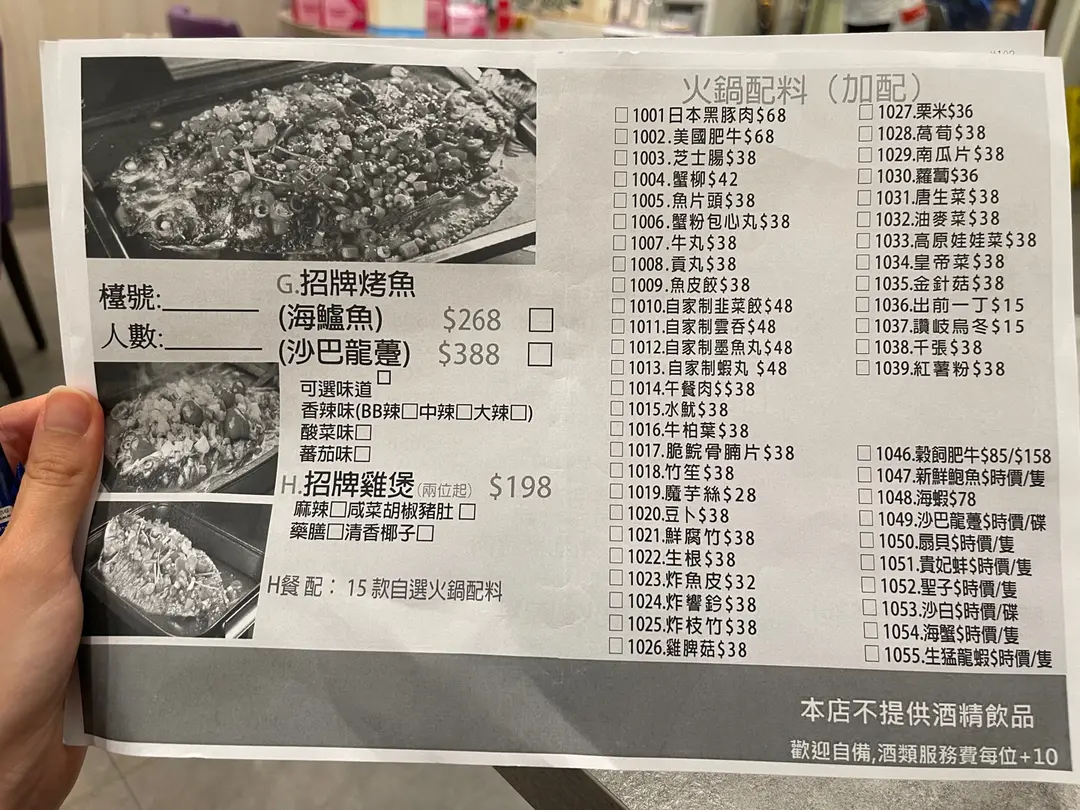 檯號:
人數:
G.招牌烤魚
(海鱸魚) $268 □
(沙巴龍躉) $388 □
可選味道□
香辣味(BB辣□中辣□大辣□)
酸菜味□
蕃茄味□
H.招牌雞煲(兩位起) $198
麻辣□咸菜胡椒豬肚□
藥膳□清香椰子□
H餐配：15款自選火鍋配料
火鍋配料（加配）
□1001日本黑豚肉$68
□1002.美國肥牛$68
□1003.芝士腸$38
□1004.蟹柳$42
□1005.魚片頭$38
□1006.蟹粉包心丸$38
□1007.牛丸$38
□1008.貢丸$38
□1009.魚皮餃$38
□1010.自家制韭菜餃$48
□1011.自家制雲吞$48
□1012.自家制墨魚丸$48
□1013.自家制蝦丸 $48
□1014.午餐肉$$38
□1015.水魷$38
□1016.牛柏葉$38
□1017.脆鯇骨腩片$38
□1018.竹笙$38
□1019.魔芋絲$28
□1020.豆卜$38
□1021.鮮腐竹$38
□1022.生根$38
□1023.炸魚皮$32
□1024.炸響鈴$38
□1025.炸枝竹$38
□1026.雞脾菇$38
□1027.粟米$36
□1028.萵筍$38
□1029.南瓜片$38
□1030.羅蔔$36
□1031.唐生菜$38
□1032.油麥菜$38
□1033.高原娃娃菜$38
□1034.皇帝菜$38
□1035.金針菇$38
□1036.出前一丁$15
□1037.讚岐烏冬$15
□1038.千張$38
□1039.紅薯粉$38
□1046.穀飼肥牛$85/$158
□1047.新鮮鮑魚$時價/隻
□1048.海蝦$78
□1049.沙巴龍躉$時價/碟
□1050.扇貝$時價/隻
□1051.貴妃蚌$時價/隻
□1052.聖子$時價/隻
□1053.沙白$時價/碟
□1054.海蟹$時價/隻
□1055.生猛龍蝦$時價/隻
本店不提供酒精飲品
歡迎自備,酒類服務費每位+10